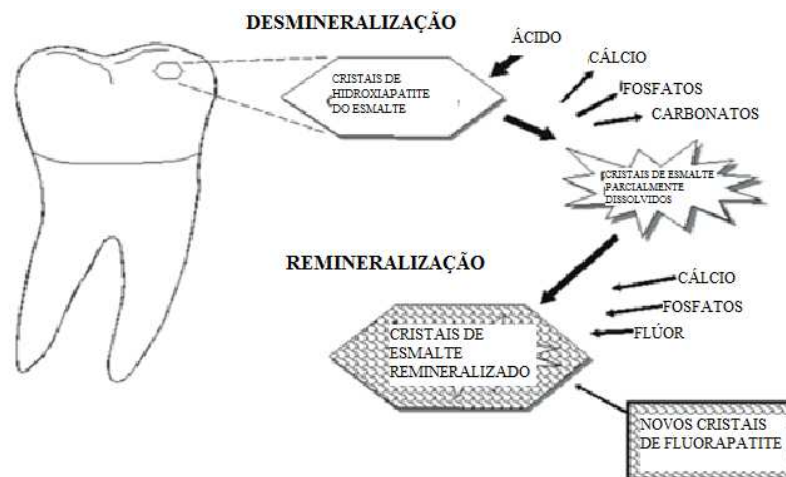 DESMINERALIZAÇÃO
ÁCIDO
CRISTAIS DE
HIDROXIAPATITE
DO ESMALTE
CÁLCIO
FOSFATOS
CARBONATOS
CRISTAIS DE ESMALTE
PARCIALMENTE
DISSOLVIDOS
REMINERALIZAÇÃO
CÁLCIO
FOSFATOS
FLÚOR
CRISTAIS DE
ESMALTE
REMINERALIZADO
NOVOS CRISTAIS
DE FLUORAPATITE